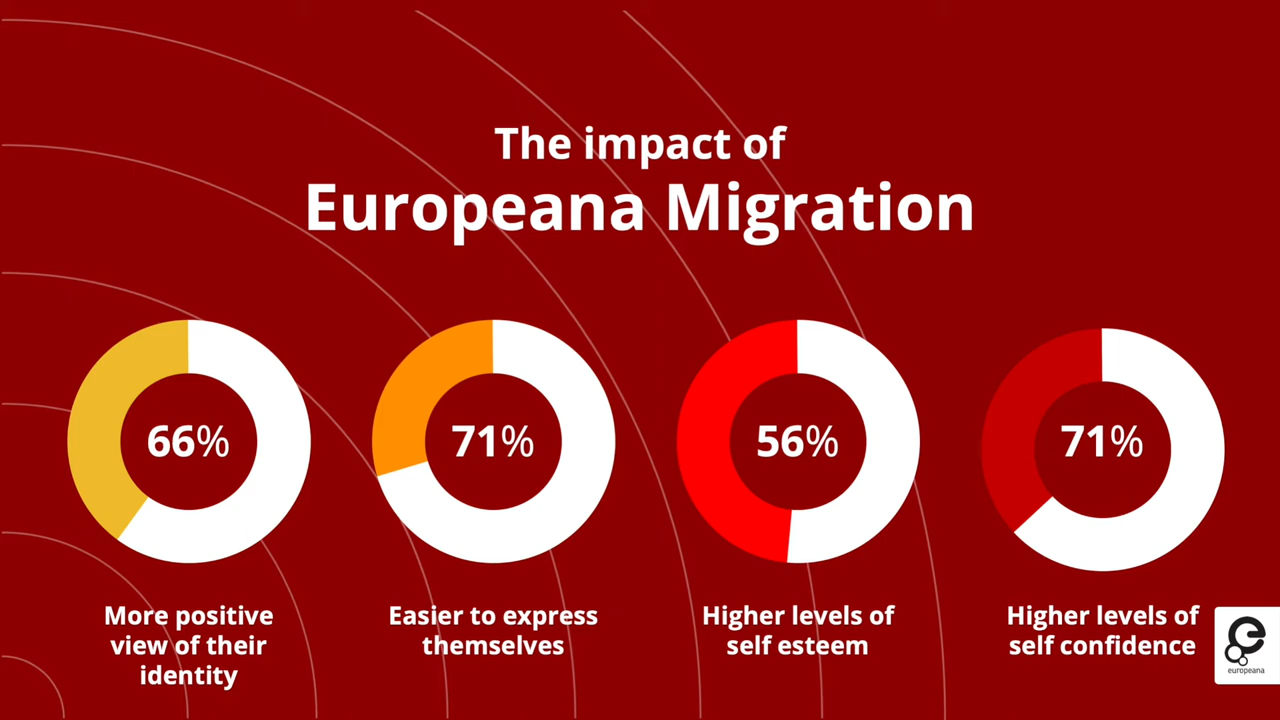 The impact of
Europeana Migration
66%
71%
56%
71%
More positive
view of their
identity
Easier to express
themselves
Higher levels of
self esteem
Higher levels of
self confidence
europeana